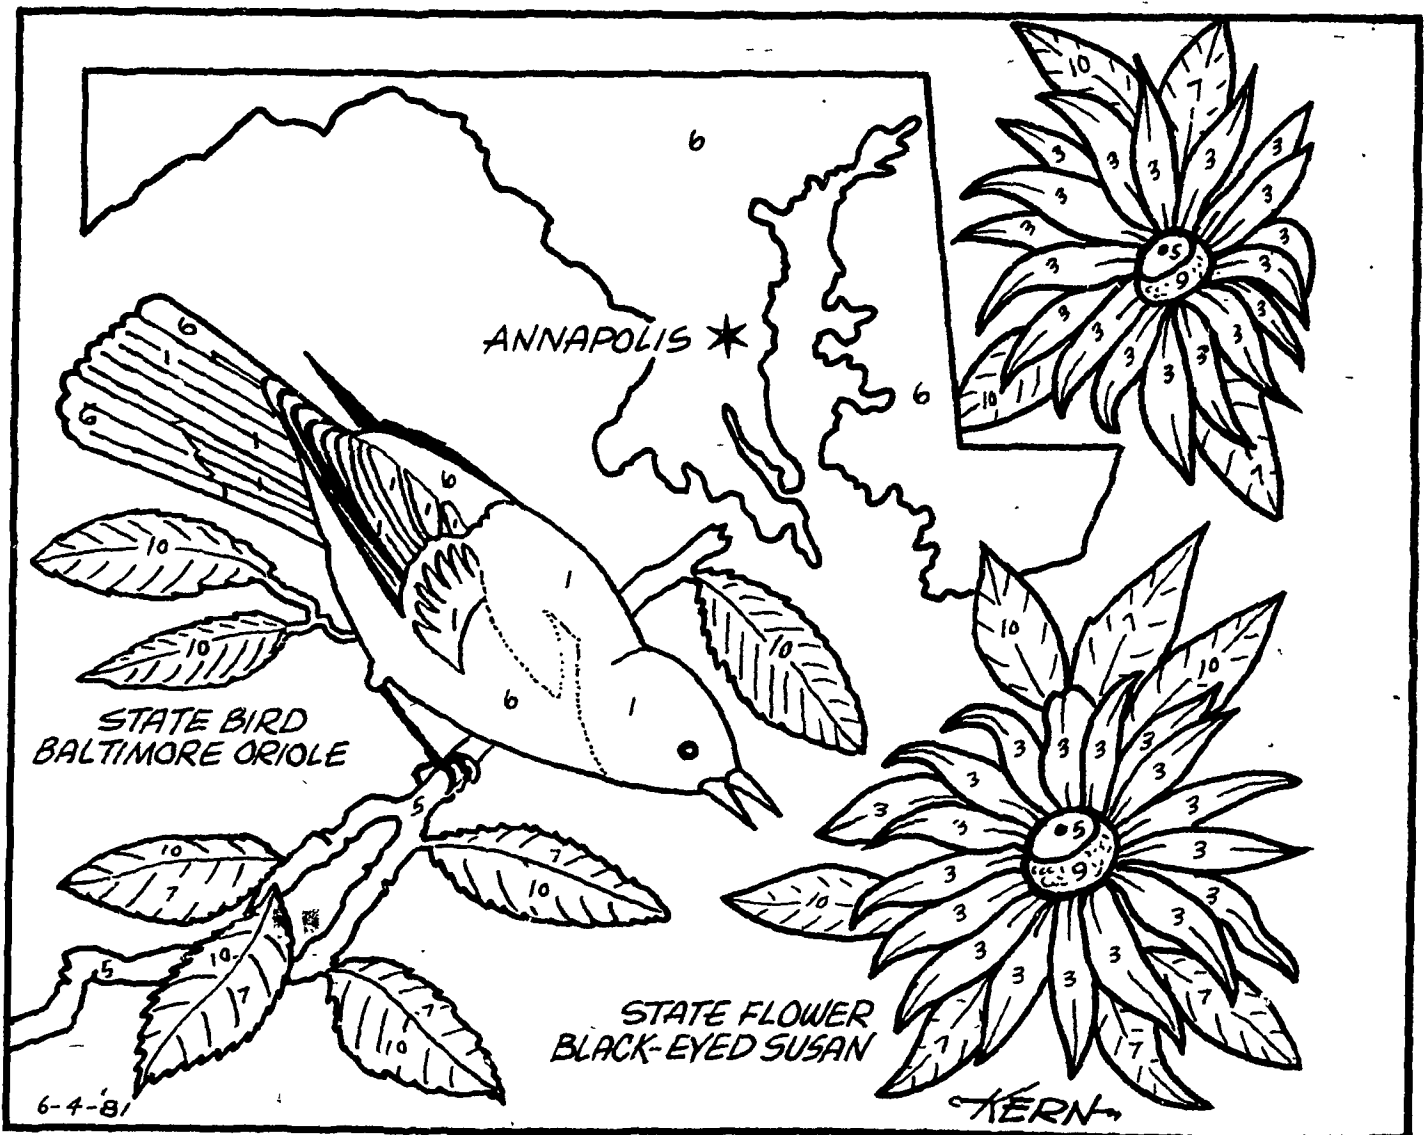 ANNAPOLIS
STATE BIRD
BALTIMORE ORIOLE
STATE FLOWER
BLACK-EYED SUSAN
6-4-81
KERN